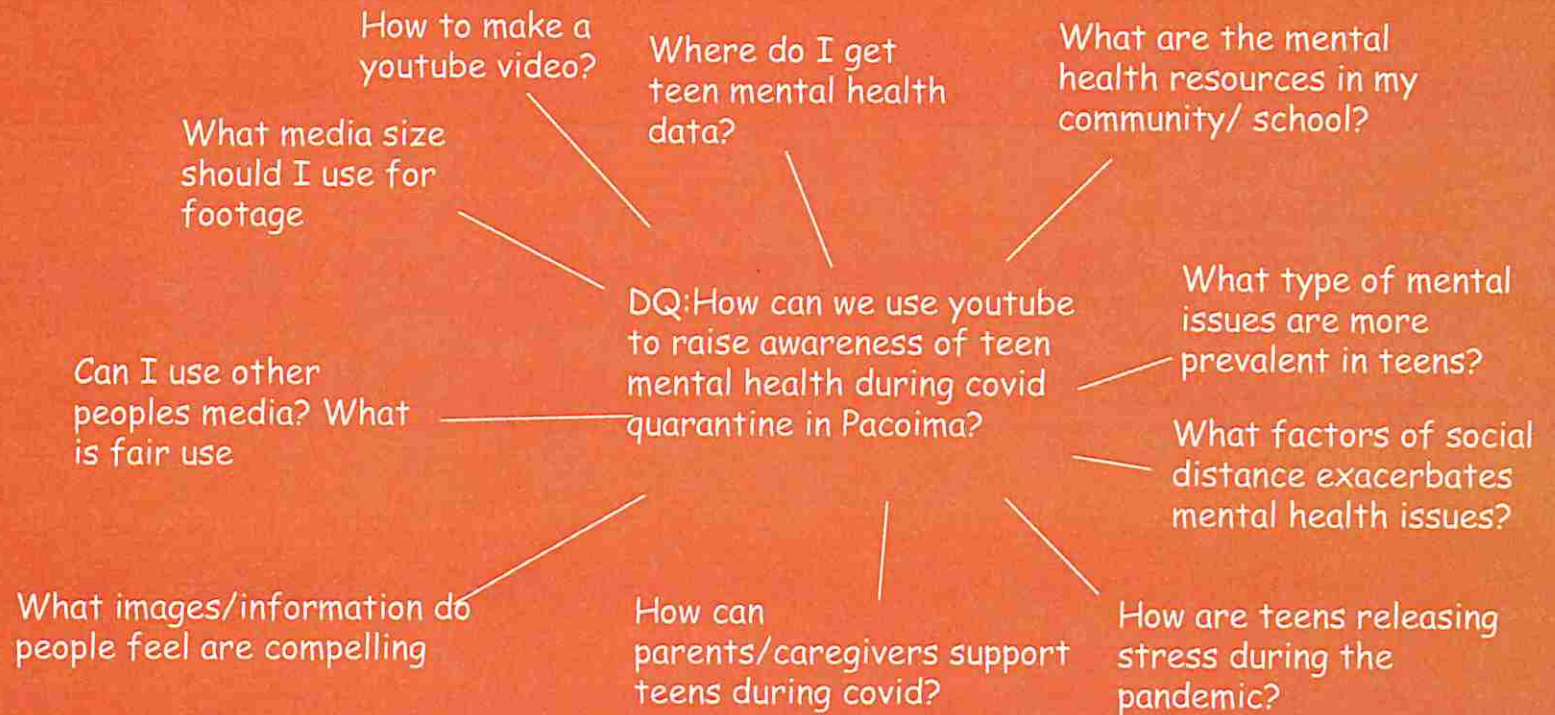 How to make a
youtube video?
Where do I get
teen mental health
data?
What are the mental
health resources in my
community/ school?
What media size
should I use for
footage
DQ:How can we use youtube
to raise awareness of teen
mental health during covid
quarantine in Pacoima?
What type of mental
issues are more
prevalent in teens?
Can I use other
peoples media? What
is fair use
What factors of social
distance exacerbates
mental health issues?
What images/information do
people feel are compelling
How can
parents/caregivers support
teens during covid?
How are teens releasing
stress during the
pandemic?